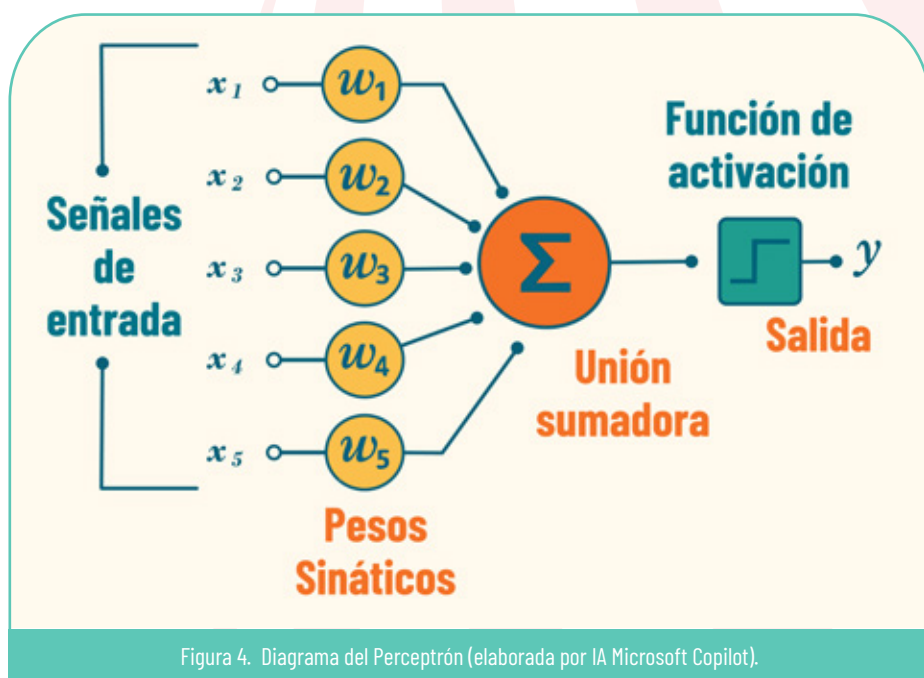 x1
w1
x2
w2
x3
w3
x4
w4
x5
w5
Señales
de
entrada
Pesos
Sináticos
Σ
Unión
sumadora
Función de
activación
y
Salida
Figura 4. Diagrama del Perceptrón (elaborada por IA Microsoft Copilot).